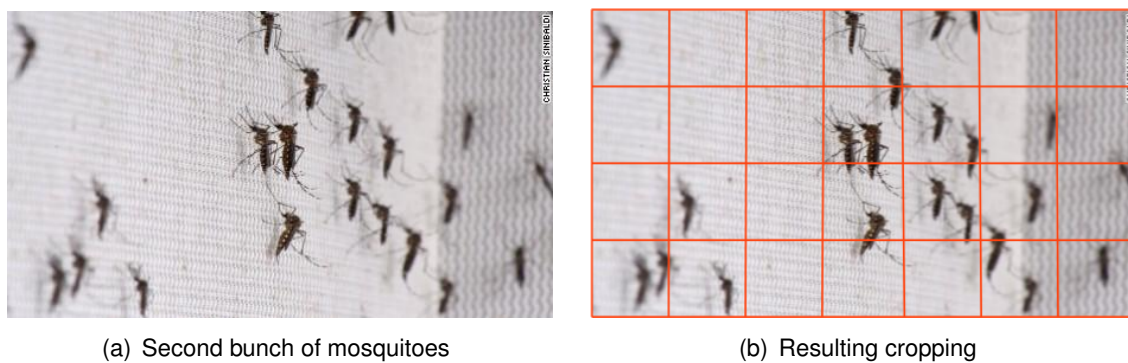 CHRISTIAN SINIBALDI
(a) Second bunch of mosquitoes
(b) Resulting cropping